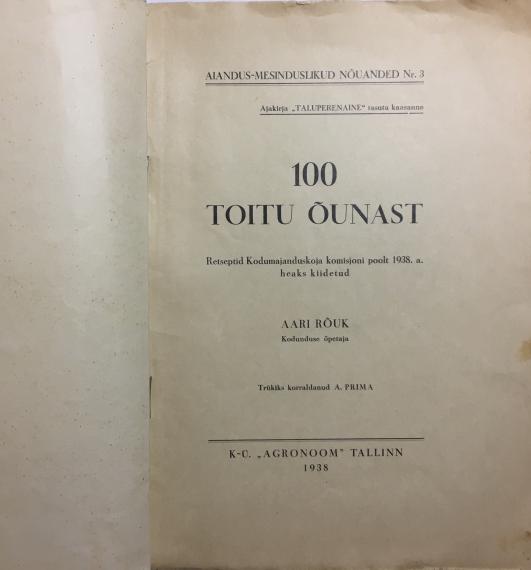 AIANDUS-MESINDUSLIKUD NÕUANDED Nr. 3
Ajakirja „TALUPERENAINE“ tasuta kaasanne
100
TOITU ÕUNAST
Retseptid Kodumajanduskoja komisjoni poolt 1938. a.
heaks kiidetud
AARI RÕUK
Kodunduse õpetaja
Trükiks korraldanud A. PRIMA
K-Ü. „AGRONOOM” TALLINN
1938